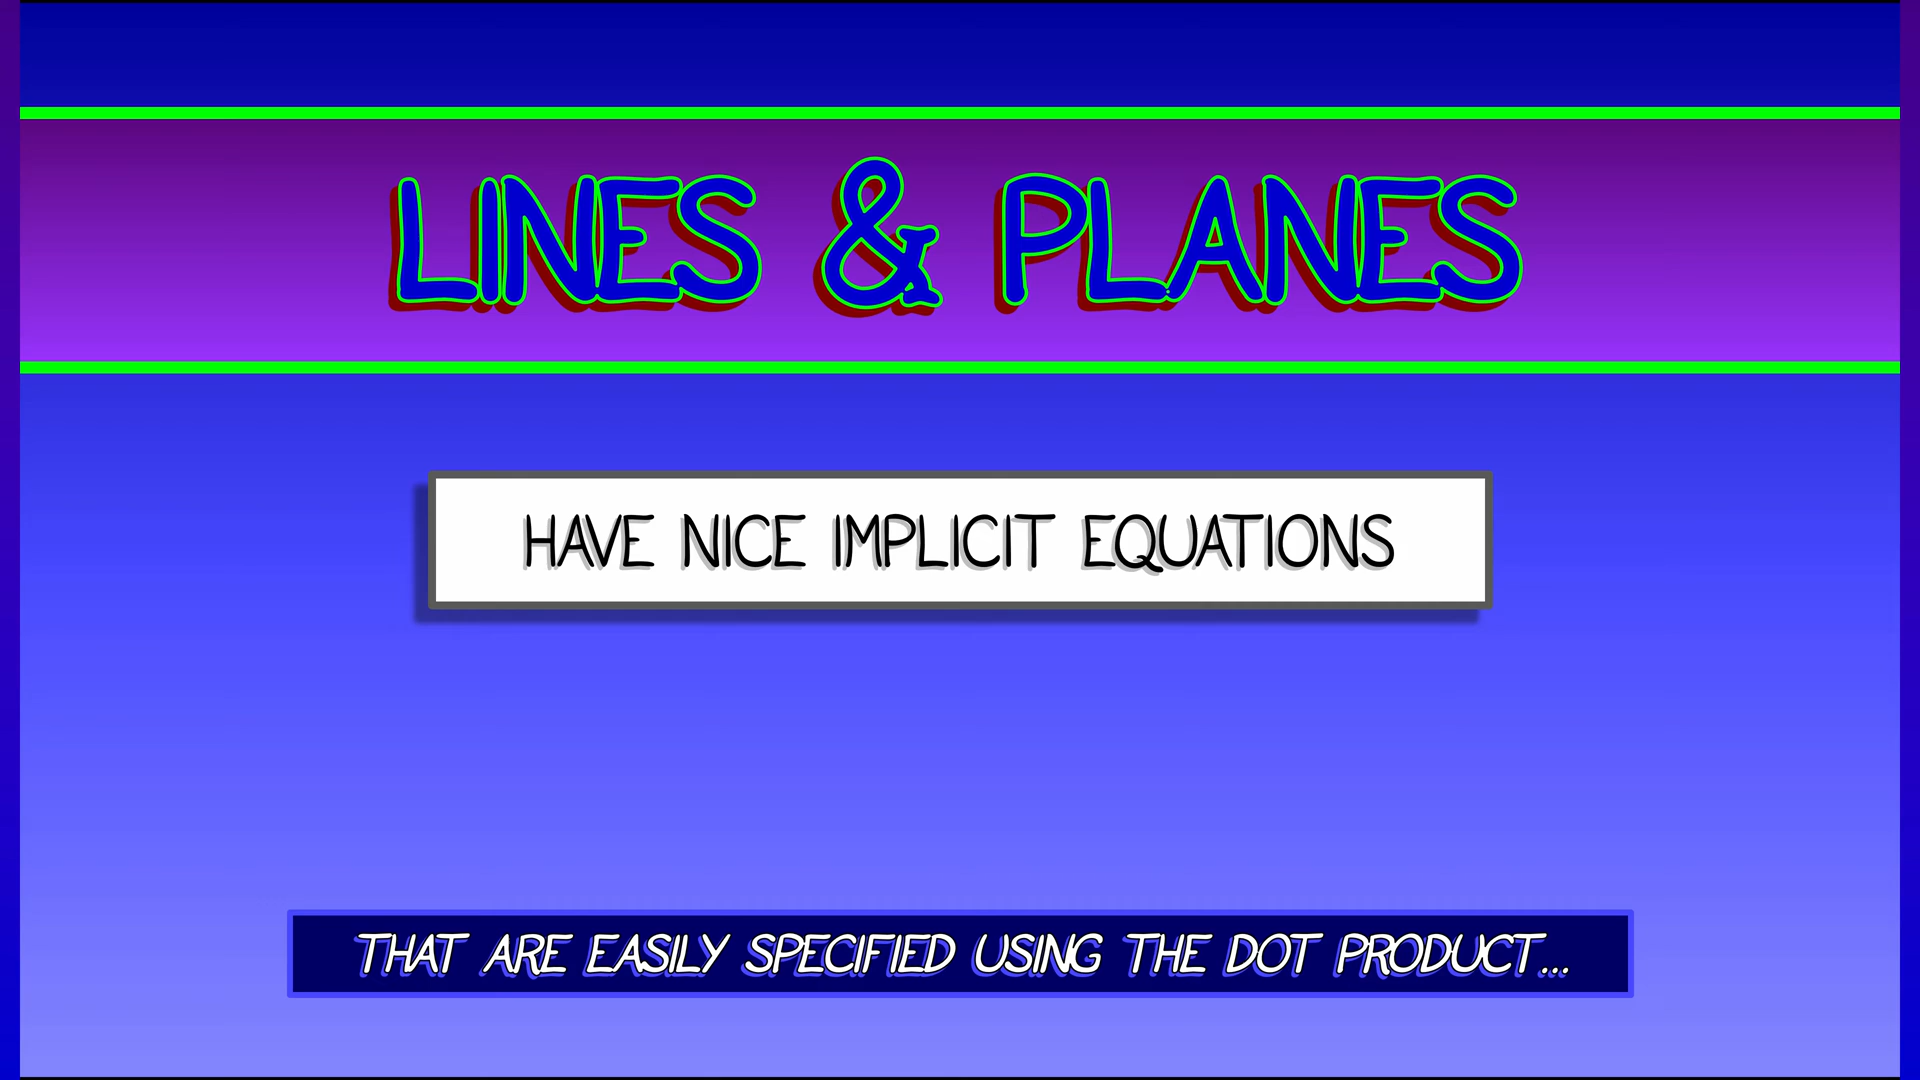 LINES & PLANES
HAVE NICE IMPLICIT EQUATIONS
THAT ARE EASILY SPECIFIED USING THE DOT PRODUCT...